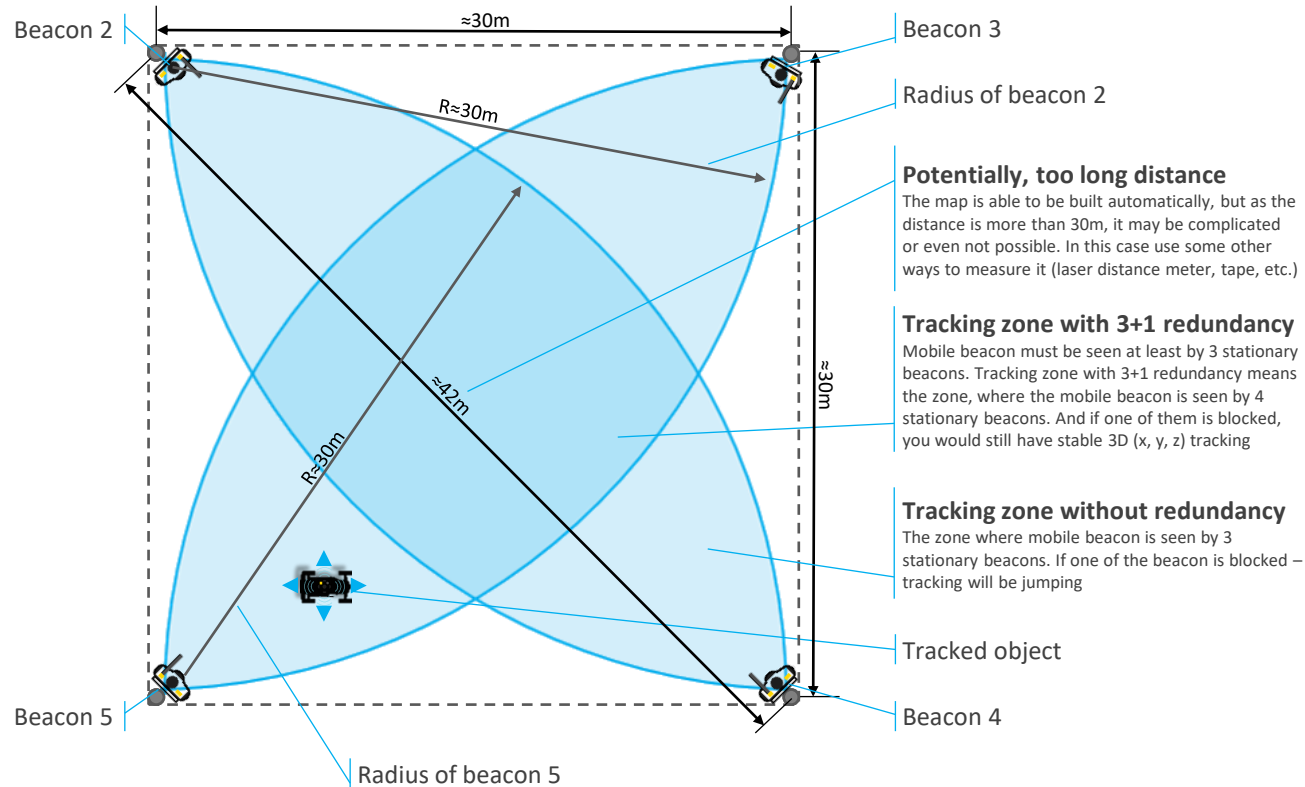 ≈30m
Beacon 2
Beacon 3
Radius of beacon 2
R≈30m
Potentially, too long distance
The map is able to be built automatically, but as the
distance is more than 30m, it may be complicated
or even not possible. In this case use some other
ways to measure it (laser distance meter, tape, etc.)
Tracking zone with 3+1 redundancy
Mobile beacon must be seen at least by 3 stationary
beacons. Tracking zone with 3+1 redundancy means
the zone, where the mobile beacon is seen by 4
stationary beacons. And if one of them is blocked,
you would still have stable 3D (x, y, z) tracking
≈30m
≈42m
R≈30m
Tracking zone without redundancy
The zone where mobile beacon is seen by 3
stationary beacons. If one of the beacon is blocked –
tracking will be jumping
Tracked object
Beacon 5
Beacon 4
Radius of beacon 5